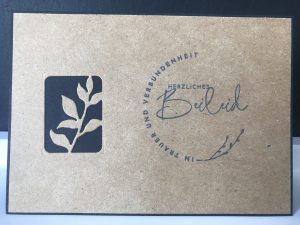 IN TRAUER UND VERBUNDENHEIT
HERZLICHES
Beileid